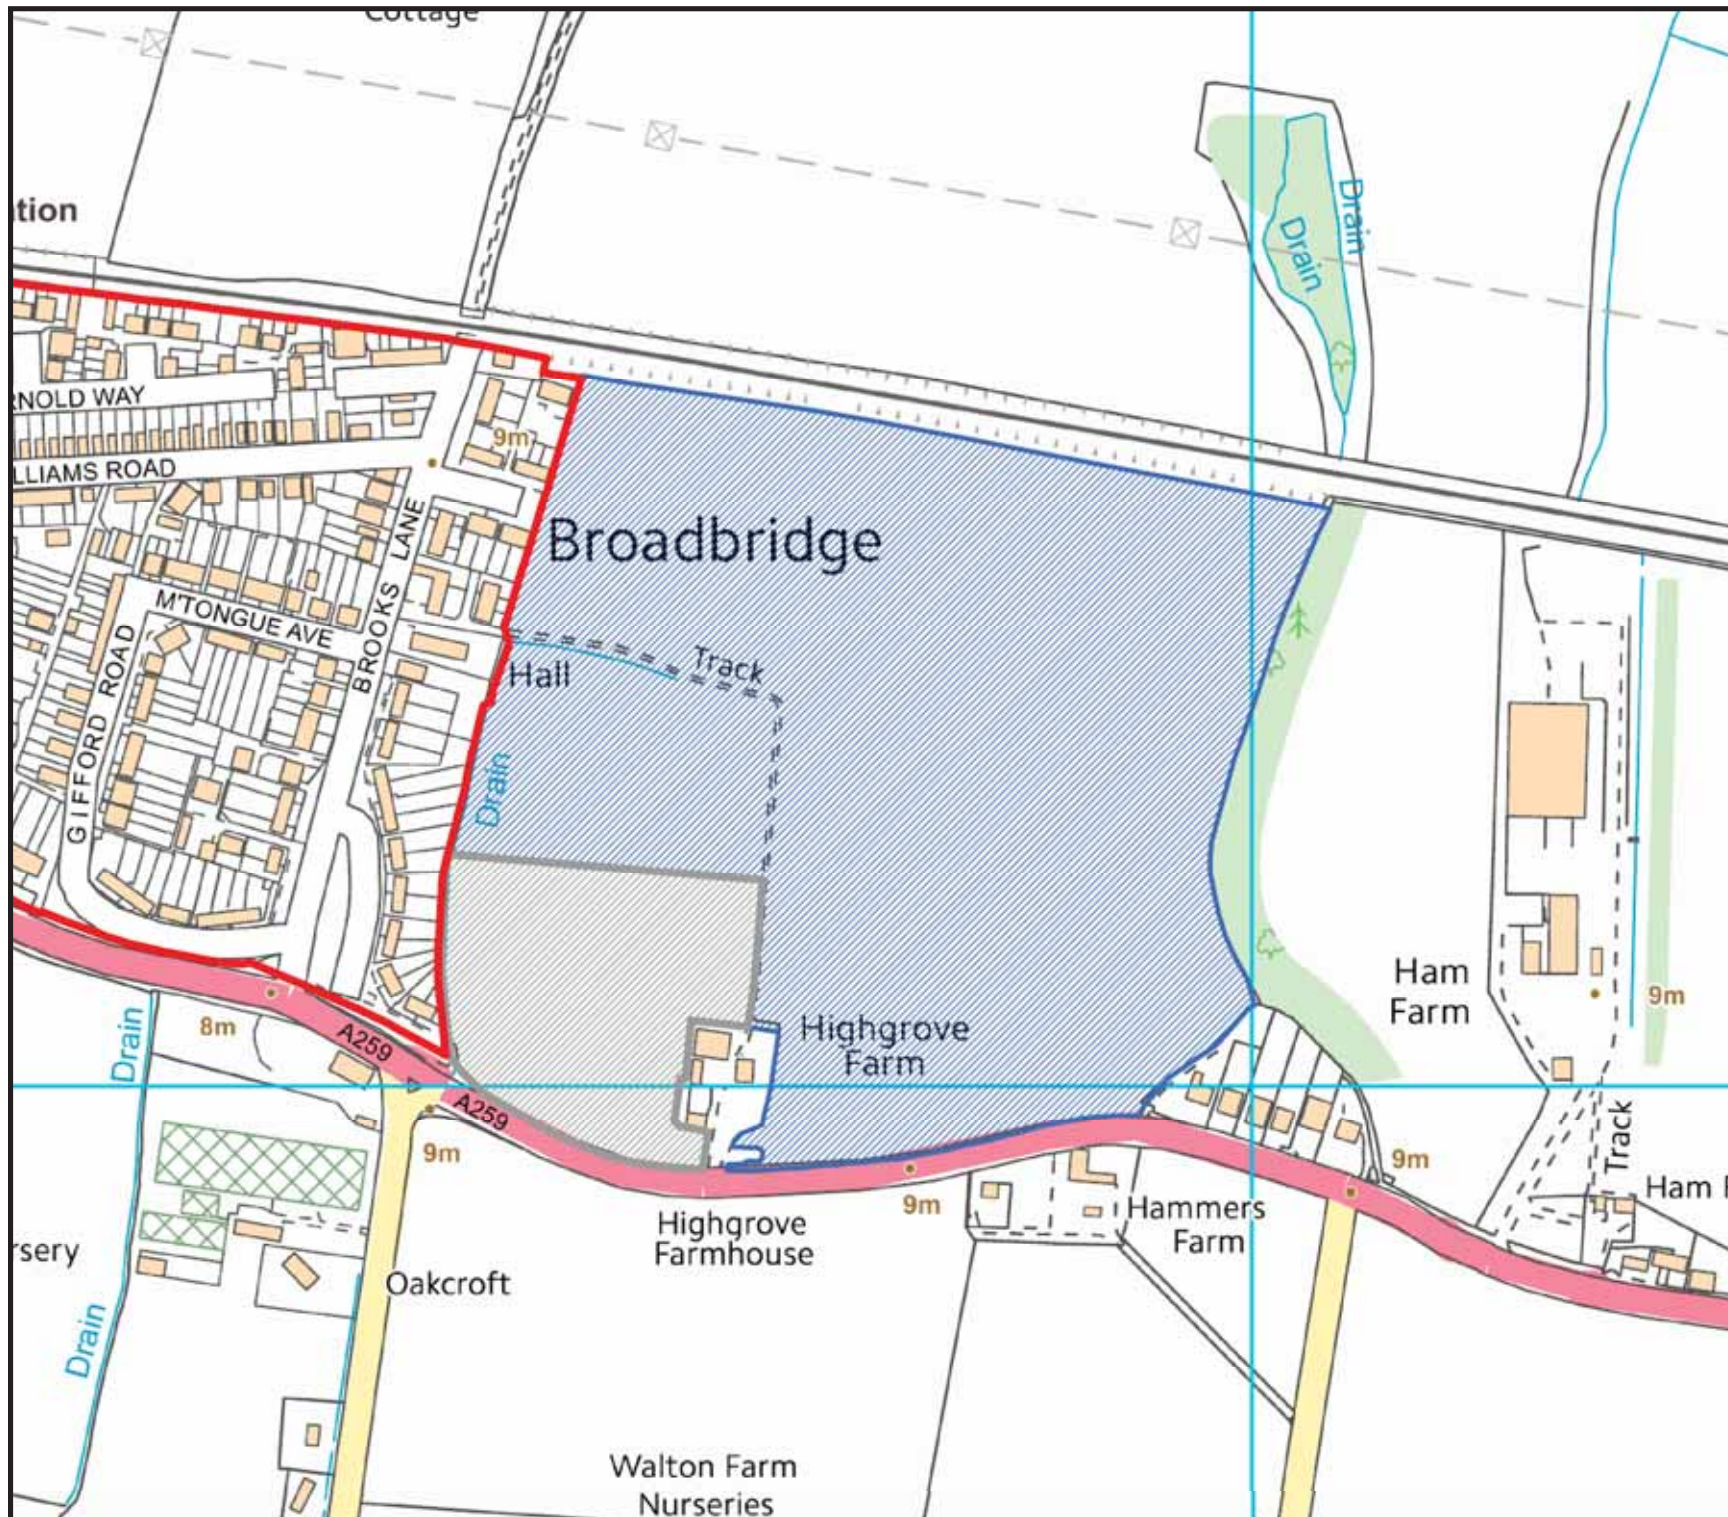 Cottage
Drain
Drain
ation
RNOLD WAY
9m
LLIAMS ROAD
BROOKS LANE
Broadbridge
M'TONGUE AVE
GIFFORD ROAD
Hall
Track
Drain
Ham
Farm
9m
8m
A259
Drain
Highgrove
Farm
A259
9m
9m
9m
Track
Ham
Hammers
Farm
Highgrove
Farmhouse
rsery
Oakcroft
Drain
Walton Farm
Nurseries